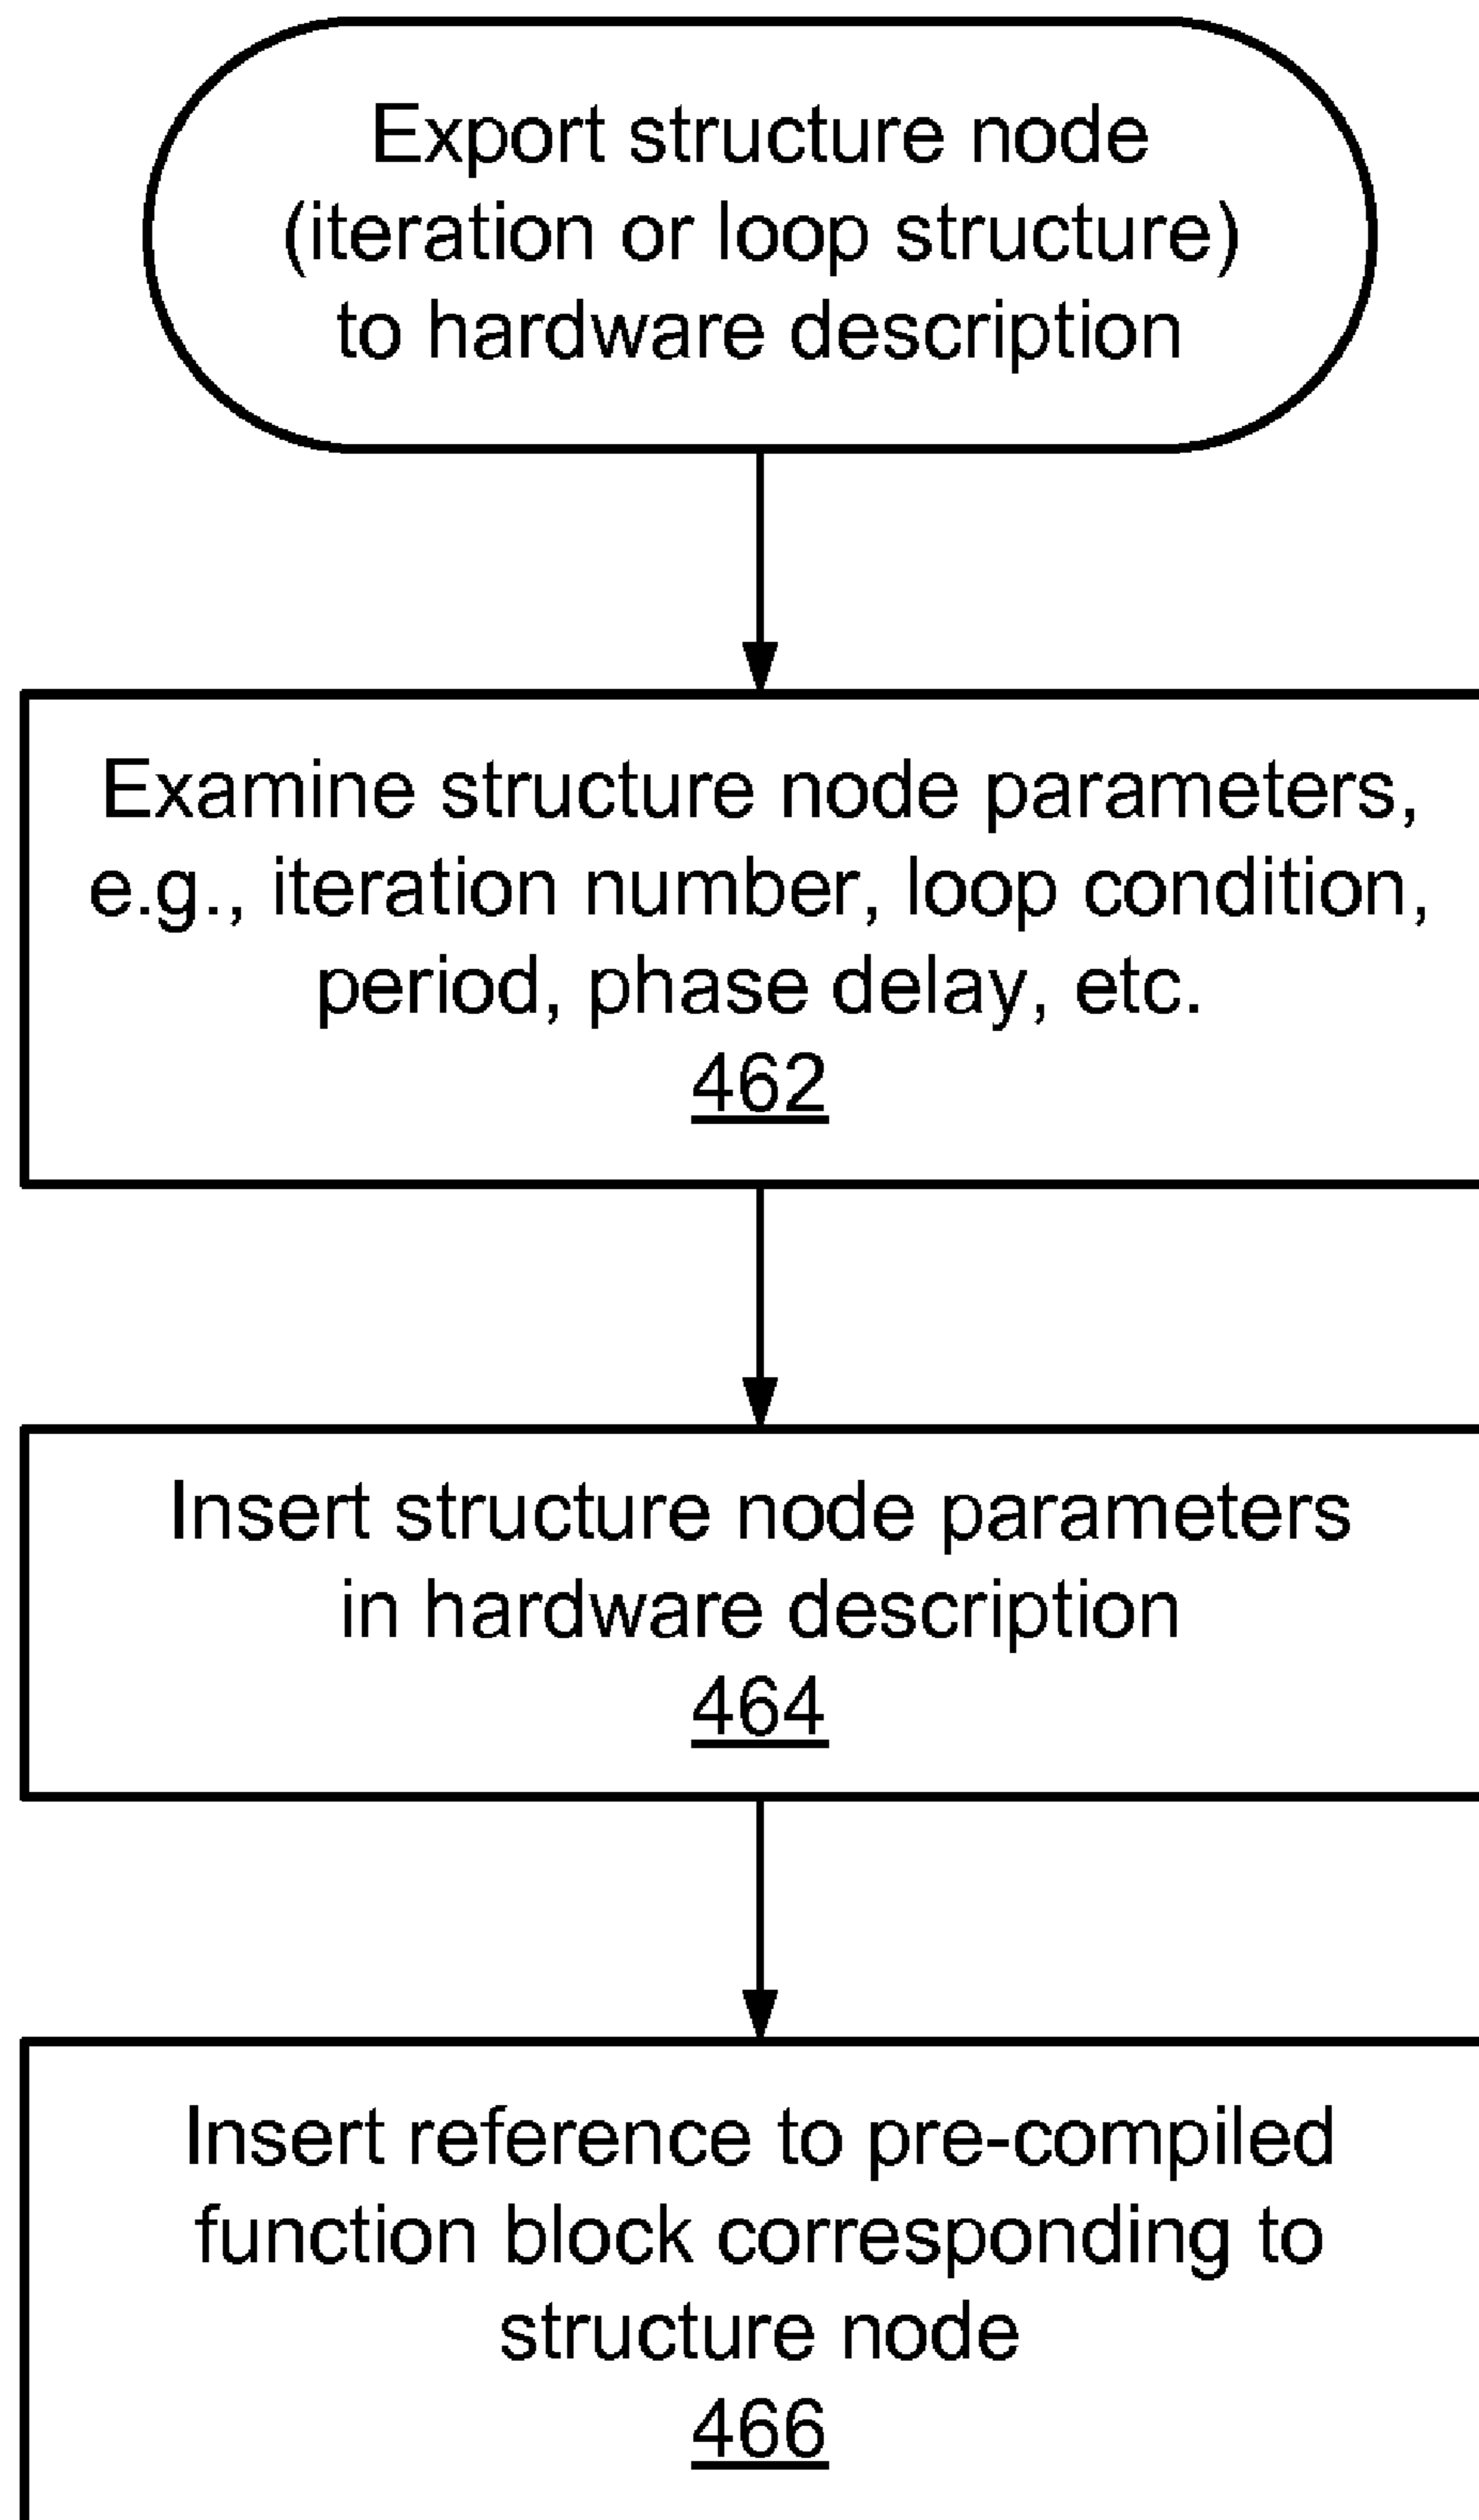 Export structure node
(iteration or loop structure)
to hardware description
Examine structure node parameters,
e.g., iteration number, loop condition,
period, phase delay, etc.
462
Insert structure node parameters
in hardware description
464
Insert reference to pre-compiled
function block corresponding to
structure node
466